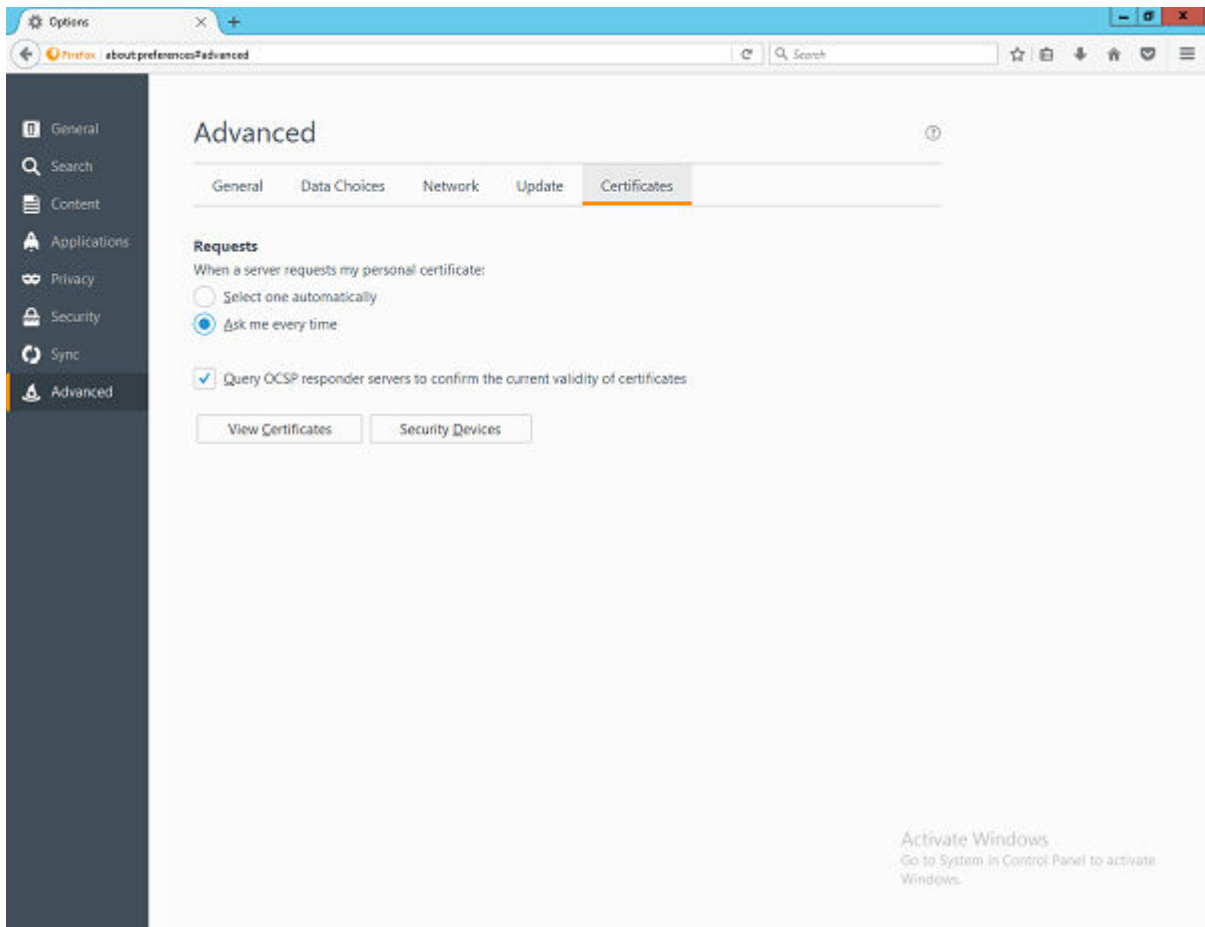 Options
Firefox about:preferences#advanced
Search
General
Search
Content
Applications
Privacy
Security
Sync
Advanced
Advanced
General Data Choices Network Update Certificates
Requests
When a server requests my personal certificate:
Select one automatically
Ask me every time
Query OCSP responder servers to confirm the current validity of certificates
View Certificates Security Devices
Activate Windows
Go to System in Control Panel to activate
Windows.